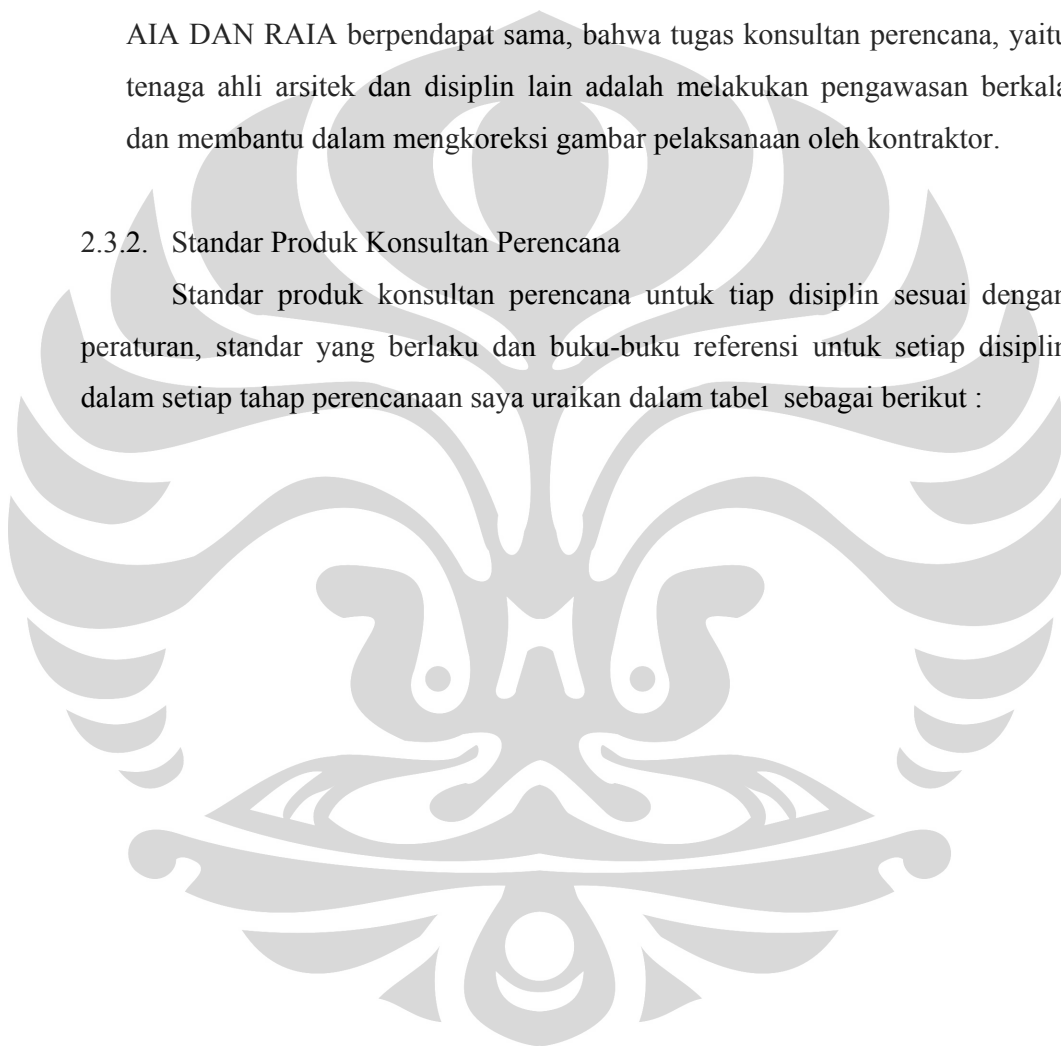 AIA DAN RAIA berpendapat sama, bahwa tugas konsultan perencana, yaitu
tenaga ahli arsitek dan disiplin lain adalah melakukan pengawasan berkala
dan membantu dalam mengkoreksi gambar pelaksanaan oleh kontraktor.
2.3.2. Standar Produk Konsultan Perencana
Standar produk konsultan perencana untuk tiap disiplin sesuai dengan
peraturan, standar yang berlaku dan buku-buku referensi untuk setiap disiplin
dalam setiap tahap perencanaan saya uraikan dalam tabel sebagai berikut :